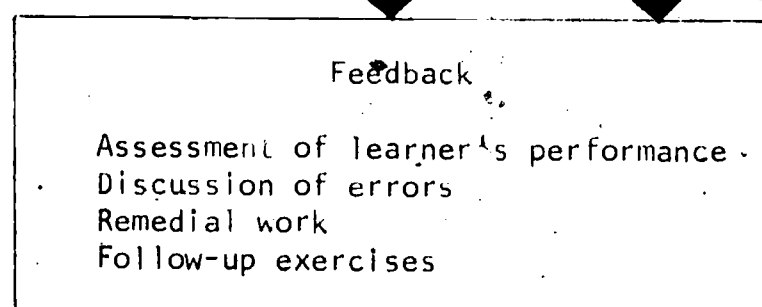 Feedback
Assessment of learner's performance
Discussion of errors
Remedial work
Follow-up exercises